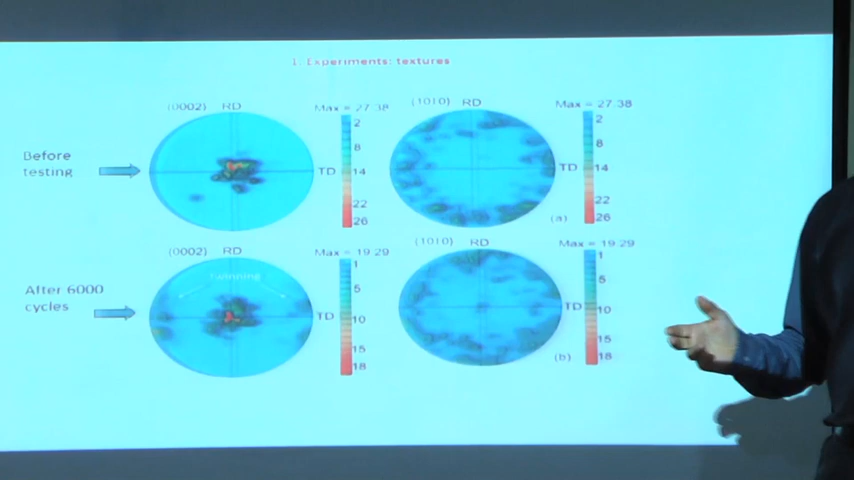 1. Experiments: textures
(0002) RD
Max = 27.38
2
8
14
22
26
TD
(1010) RD
Max = 27.38
2
8
14
22
26
TD
(a)
Before
testing
(0002) RD
Max = 19.29
1
5
10
15
18
TD
Twinning
(1010) RD
Max = 19.29
1
5
10
15
18
TD
(b)
After 6000
cycles